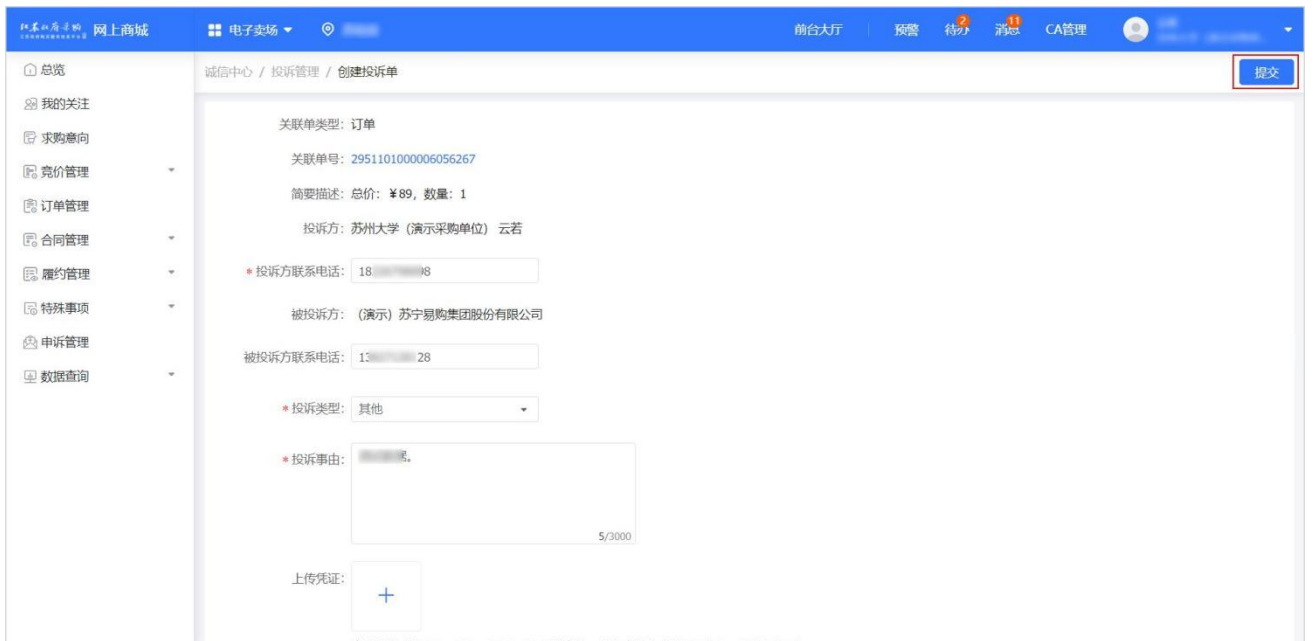 网上商城
电子卖场
前台大厅 预警 待办 2 消息 11 CA管理
总览
我的关注
求购意向
竞价管理
订单管理
合同管理
履约管理
特殊事项
申诉管理
数据查询
诚信中心 / 投诉管理 / 创建投诉单
提交
关联单类型: 订单
关联单号: 2951101000006056267
简要描述: 总价: ¥89, 数量: 1
投诉方: 苏州大学（演示采购单位） 云若
* 投诉方联系电话: 18 8
被投诉方: （演示）苏宁易购集团股份有限公司
被投诉方联系电话: 13 28
* 投诉类型: 其他
* 投诉事由:
5/3000
上传凭证: